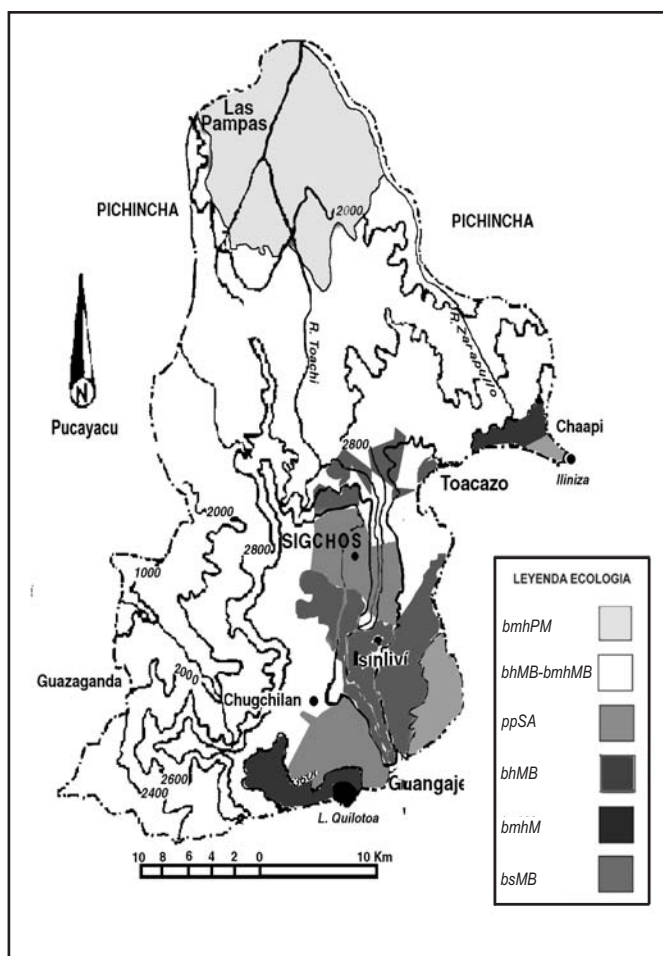 Las
Pampas
PICHINCHA
2000
PICHINCHA
R. Toachi
R. Zarapullo
N
Pucayacu
2800
Chaapi
Iliniza
Toacazo
2000
2800
SIGCHOS
1000
LEYENDA ECOLOGIA
bmhPM
bhMB-bmhMB
ppSA
bhMB
bmhM
bsMB
Isinliví
Guazaganda
2000
Chugchilan
2600
2400
Guangaje
L. Quilotoa
10 8 6 4 2 0 10 Km